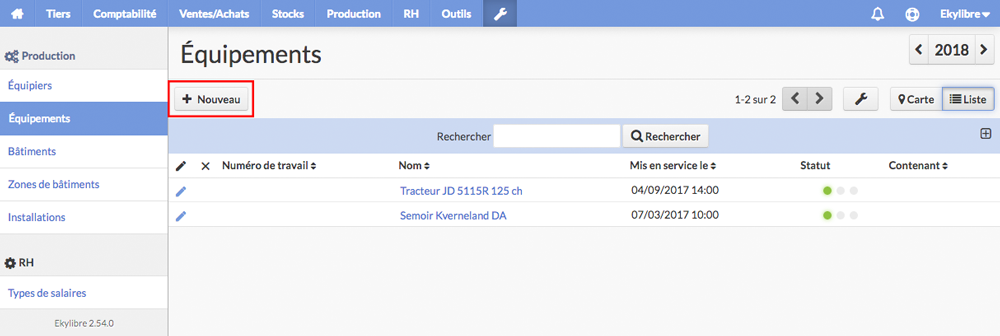 Tiers Comptabilité Ventes/Achats Stocks Production RH Outils Ekylibre
Production
Équipiers
Équipements
Bâtiments
Zones de bâtiments
Installations
RH
Types de salaires
Ekylibre 2.54.0
Équipements
2018
Nouveau
1-2 sur 2
Carte
Liste
Rechercher Rechercher
Numéro de travail Nom Mis en service le Statut Contenant
Tracteur JD 5115R 125 ch 04/09/2017 14:00
Semoir Kverneland DA 07/03/2017 10:00